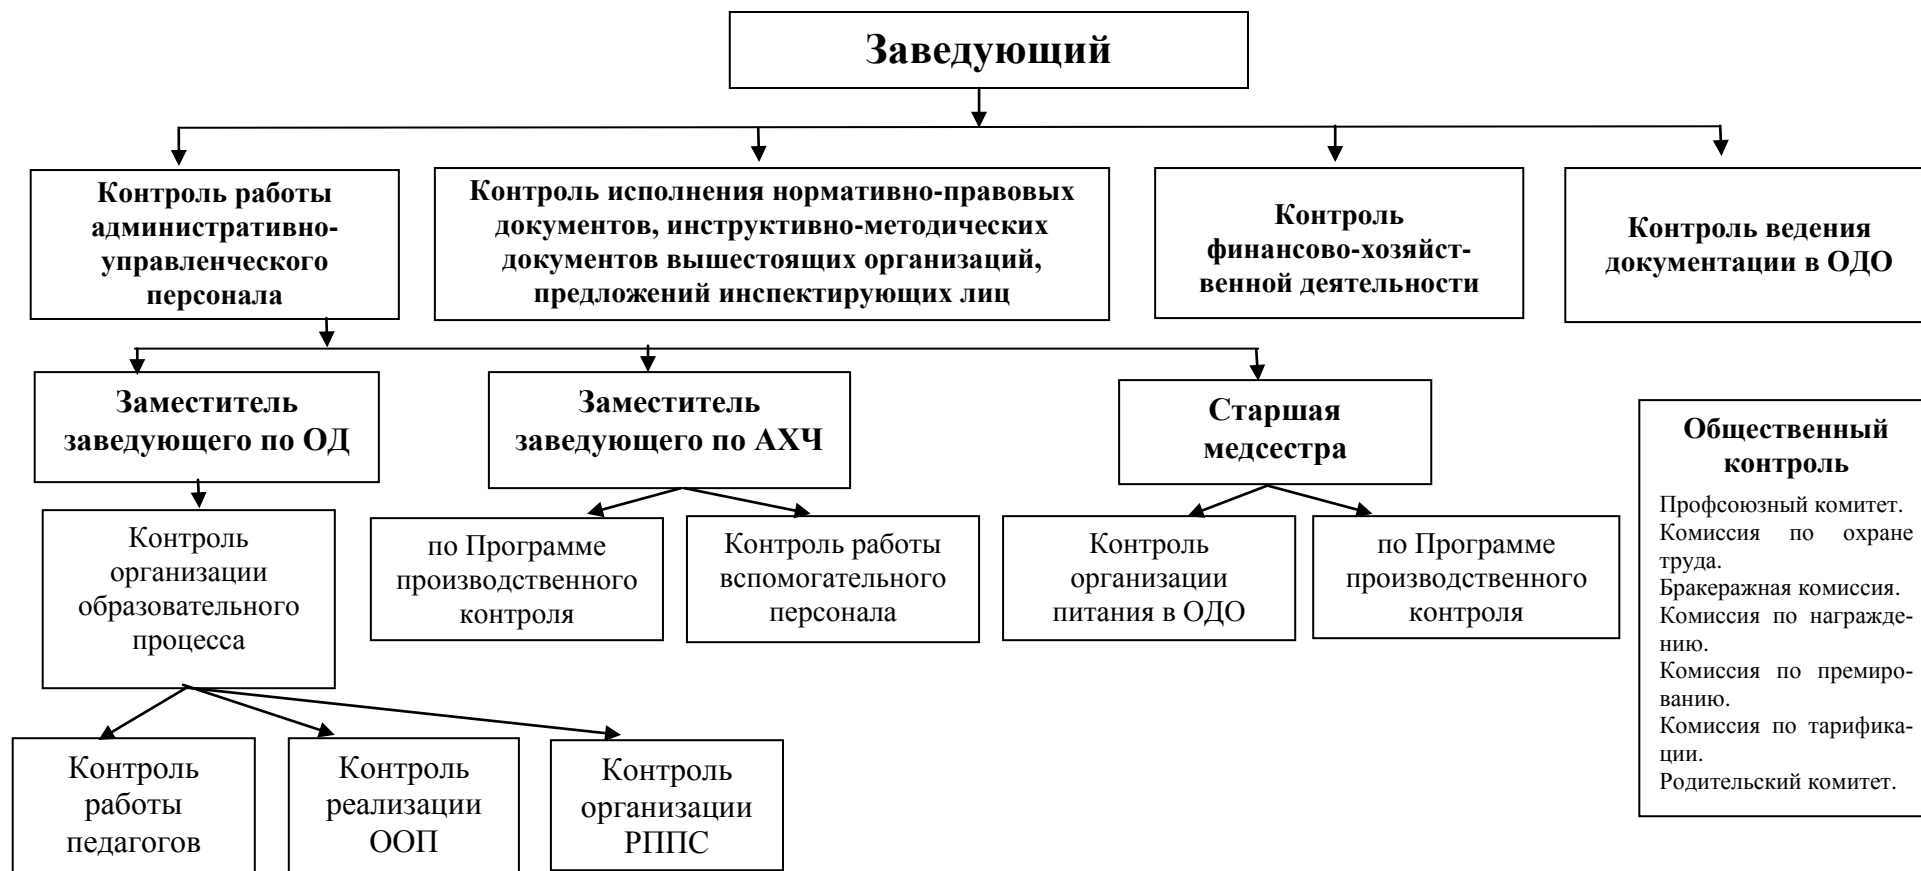 Заведующий
Контроль работы
административно-
управленческого
персонала
Контроль исполнения нормативно-правовых
документов, инструктивно-методических
документов вышестоящих организаций,
предложений инспектирующих лиц
Контроль
финансово-хозяйст-
венной деятельности
Контроль ведения
документации в ОДО
Заместитель
заведующего по ОД
Заместитель
заведующего по АХЧ
Старшая
медсестра
Общественный
контроль
Профсоюзный комитет.
Комиссия по охране
труда.
Бракеражная комиссия.
Комиссия по награжде-
нию.
Комиссия по премиро-
ванию.
Комиссия по тарифика-
ции.
Родительский комитет.
Контроль
организации
образовательного
процесса
по Программе
производственного
контроля
Контроль работы
вспомогательного
персонала
Контроль
организации
питания в ОДО
по Программе
производственного
контроля
Контроль
работы
педагогов
Контроль
реализации
ООП
Контроль
организации
РППС